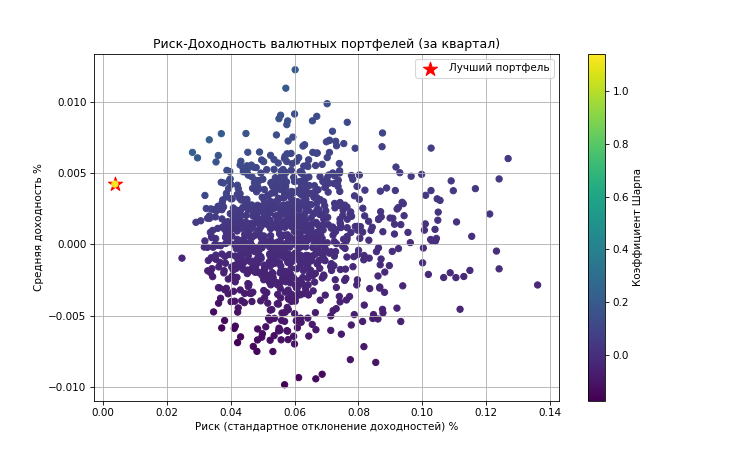 Риск-Доходность валютных портфелей (за квартал)
Лучший портфель
Средняя доходность %
0.010
0.005
0.000
−0.005
−0.010
0.00 0.02 0.04 0.06 0.08 0.10 0.12 0.14
Риск (стандартное отклонение доходностей) %
1.0
0.8
0.6
0.4
0.2
0.0
Коэффициент Шарпа